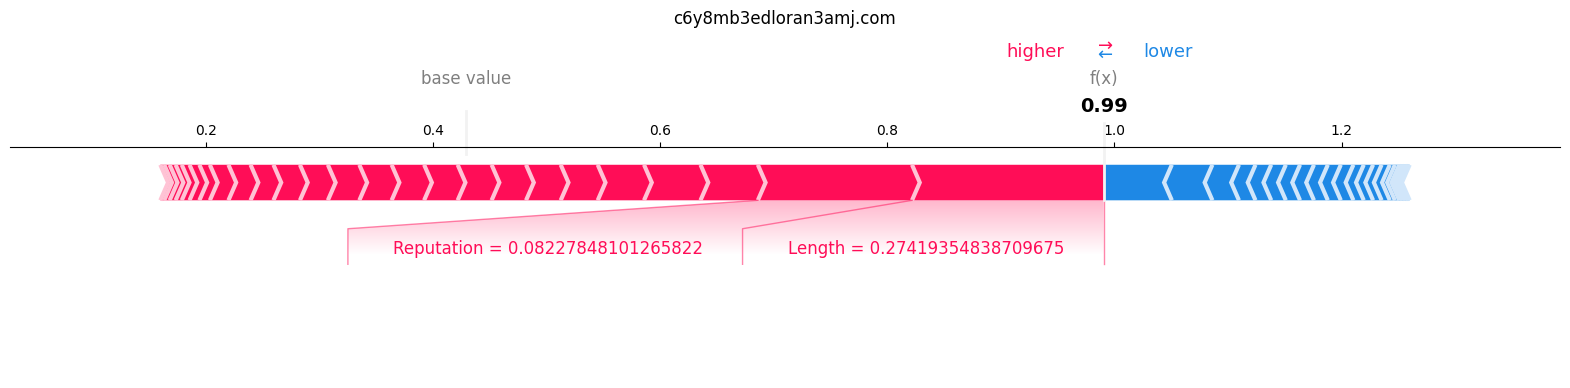 c6y8mb3edloran3amj.com
higher ⇄ lower
base value f(x)
0.99
0.2 0.4 0.6 0.8 1.0 1.2
Reputation = 0.08227848101265822 Length = 0.27419354838709675